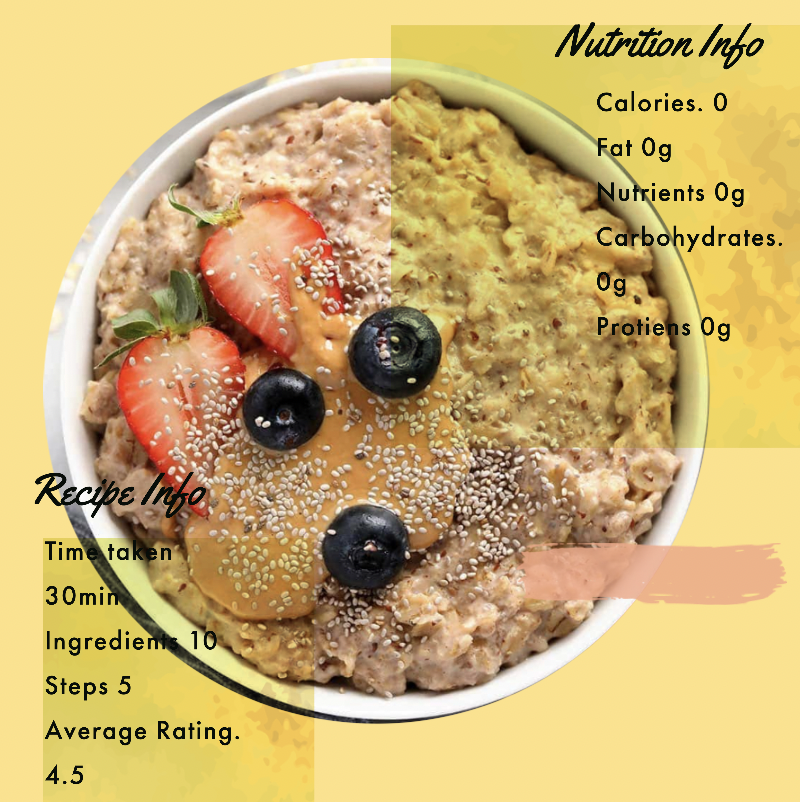 Nutrition Info
Calories. 0
Fat 0g
Nutrients 0g
Carbohydrates.
0g
Protiens 0g
Recipe Info
Time taken
30min
Ingredients 10
Steps 5
Average Rating.
4.5